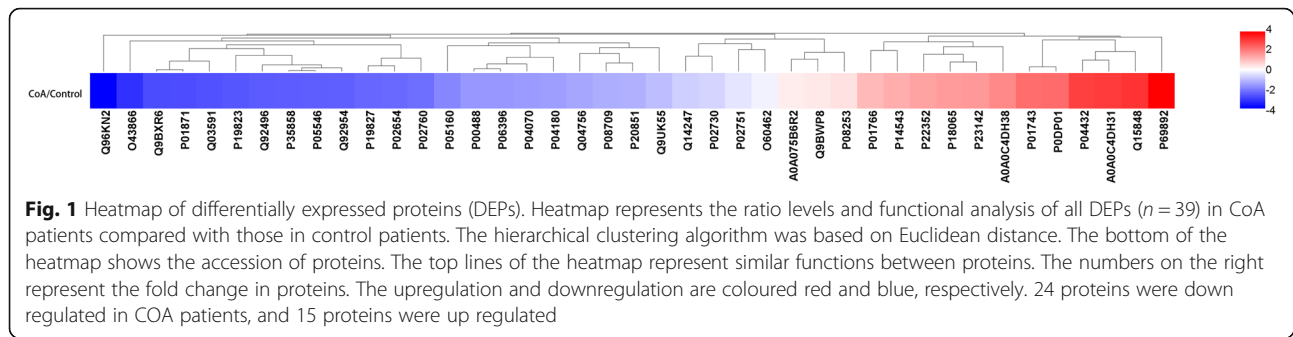 4
2
0
-2
-4
CoA/Control
Q96KN2 O43866 Q9BXR6 P01871 Q03591 P19823 Q92496 P35858 P05546 Q92954 P19827 P02654 P02760 P05160 P00488 P06396 P04070 P04180 Q04756 P08709 P20851 Q9UK55 Q14247 P02730 P02751 O60462 A0A075B6R2 Q9BWP8 P08253 P01766 P14543 P22352 P18065 P23142 A0A0C4DH38 P01743 P0DP01 P04432 A0A0C4DH31 Q15848 P69892
Fig. 1 Heatmap of differentially expressed proteins (DEPs). Heatmap represents the ratio levels and functional analysis of all DEPs (n = 39) in CoA
patients compared with those in control patients. The hierarchical clustering algorithm was based on Euclidean distance. The bottom of the
heatmap shows the accession of proteins. The top lines of the heatmap represent similar functions between proteins. The numbers on the right
represent the fold change in proteins. The upregulation and downregulation are coloured red and blue, respectively. 24 proteins were down
regulated in COA patients, and 15 proteins were up regulated